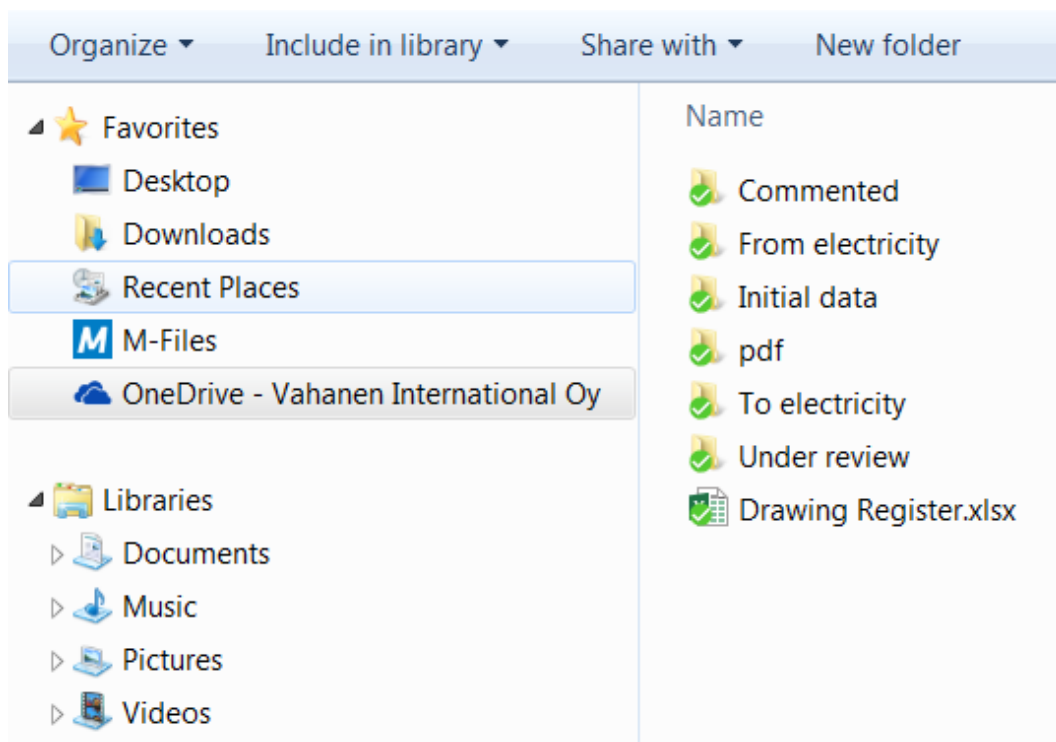 Organize Include in library Share with New folder
Favorites
Desktop
Downloads
Recent Places
M-Files
OneDrive - Vahanen International Oy
Libraries
Documents
Music
Pictures
Videos
Name
Commented
From electricity
Initial data
pdf
To electricity
Under review
Drawing Register.xlsx